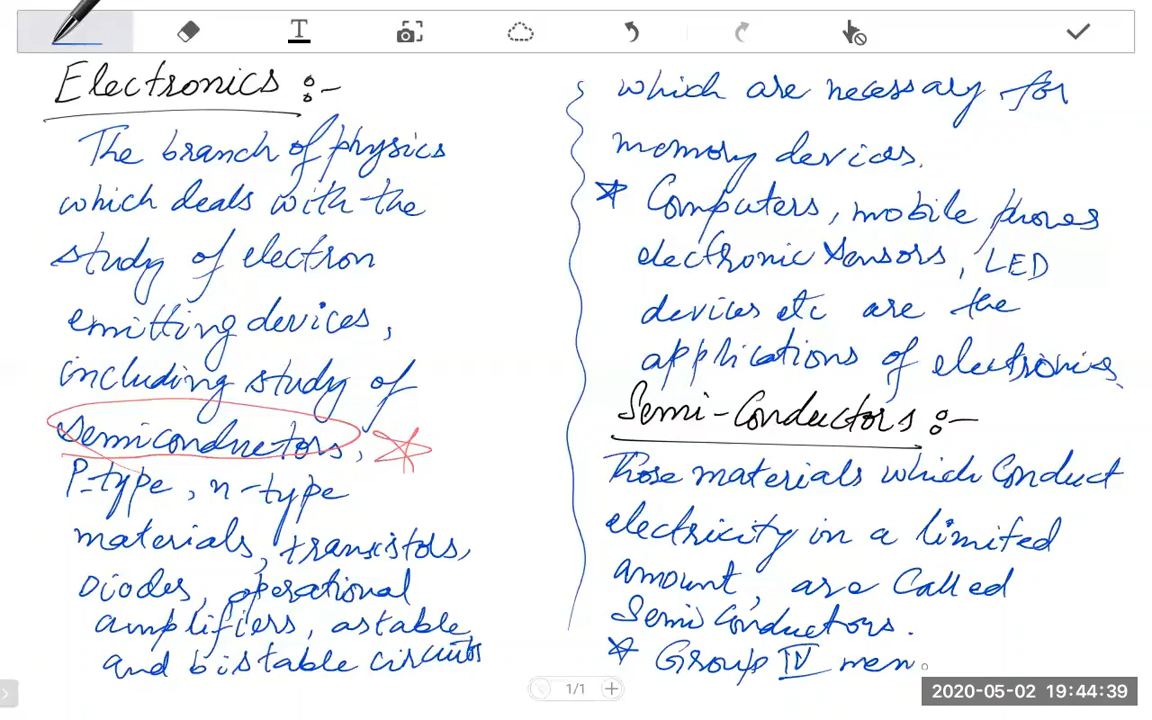 T
Electronics :-
The branch of physics
which deals with the
study of electron
emitting devices,
including study of
semiconductors,
P-type, n-type
materials, transistors,
Diodes, operational
amplifiers, astable
and bistable circuits
which are necessary for
memory devices.
* Computers, mobile phones
electronic sensors, LED
devices etc are the
applications of electronics.
Semi-Conductors :-
Those materials which Conduct
electricity in a limited
amount, are Called
Semi Conductors.
* Group IV mem
1/1
2020-05-02 19:44:39